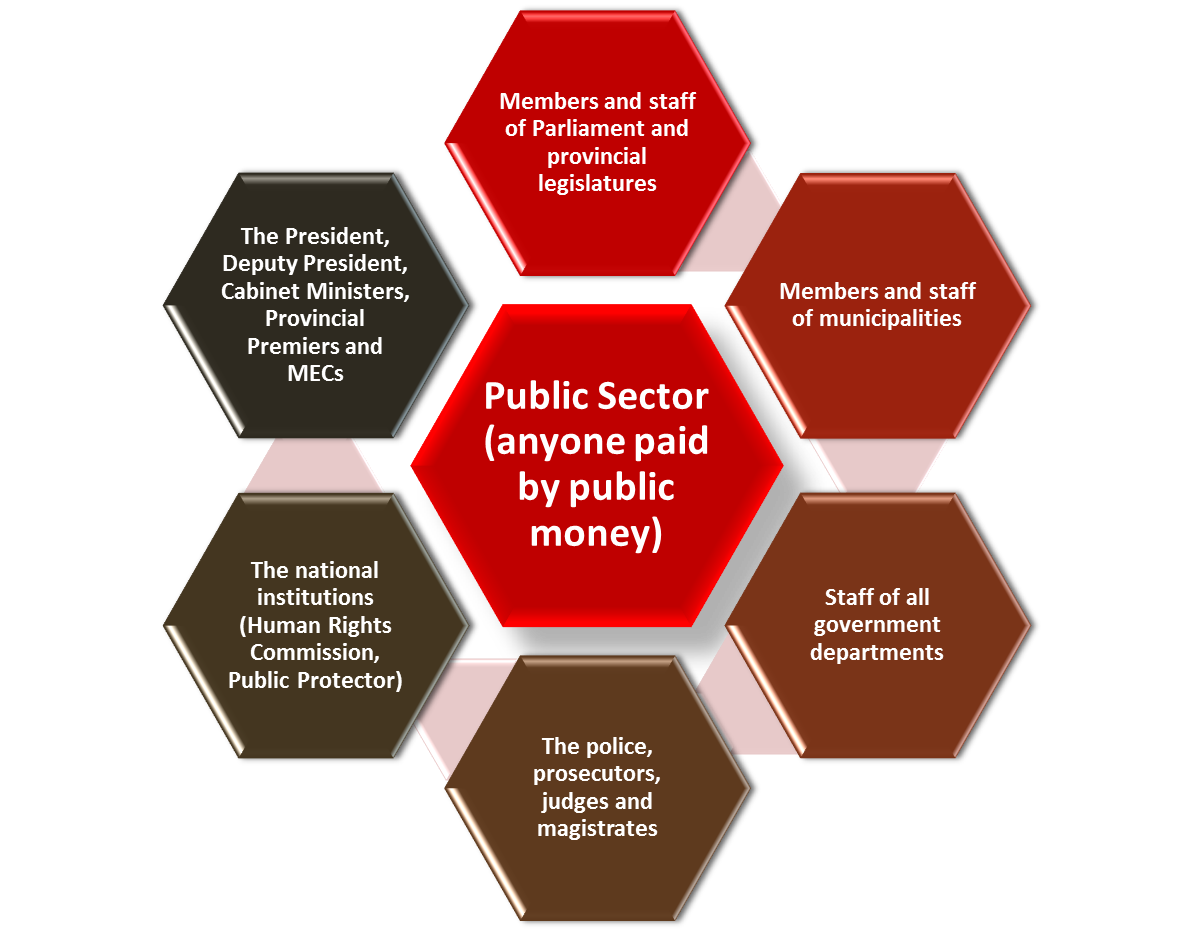 Members and staff
of Parliament and
provincial
legislatures
Members and staff
of municipalities
Staff of all
government
departments
The police,
prosecutors,
judges and
magistrates
The national
institutions
(Human Rights
Commission,
Public Protector)
The President,
Deputy President,
Cabinet Ministers,
Provincial
Premiers and
MECs
Public Sector
(anyone paid
by public
money)